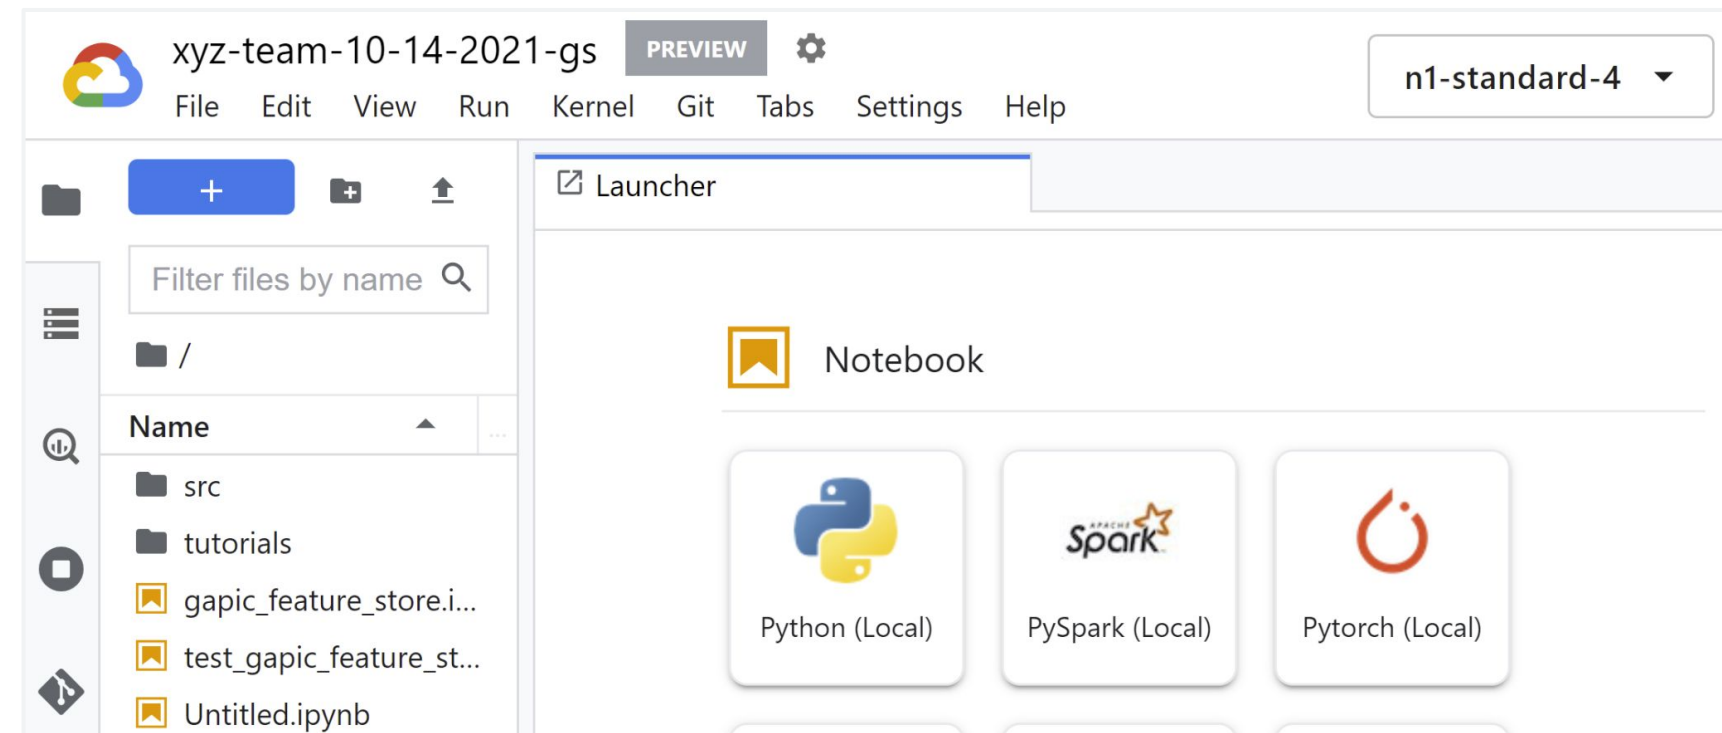 xyz-team-10-14-2021-gs PREVIEW
n1-standard-4
File Edit View Run Kernel Git Tabs Settings Help
+
Launcher
Filter files by name
/
Name
...
src
tutorials
gapic_feature_store.i...
test_gapic_feature_st...
Untitled.ipynb
Notebook
APACHE
Spark
Python (Local) PySpark (Local) Pytorch (Local)